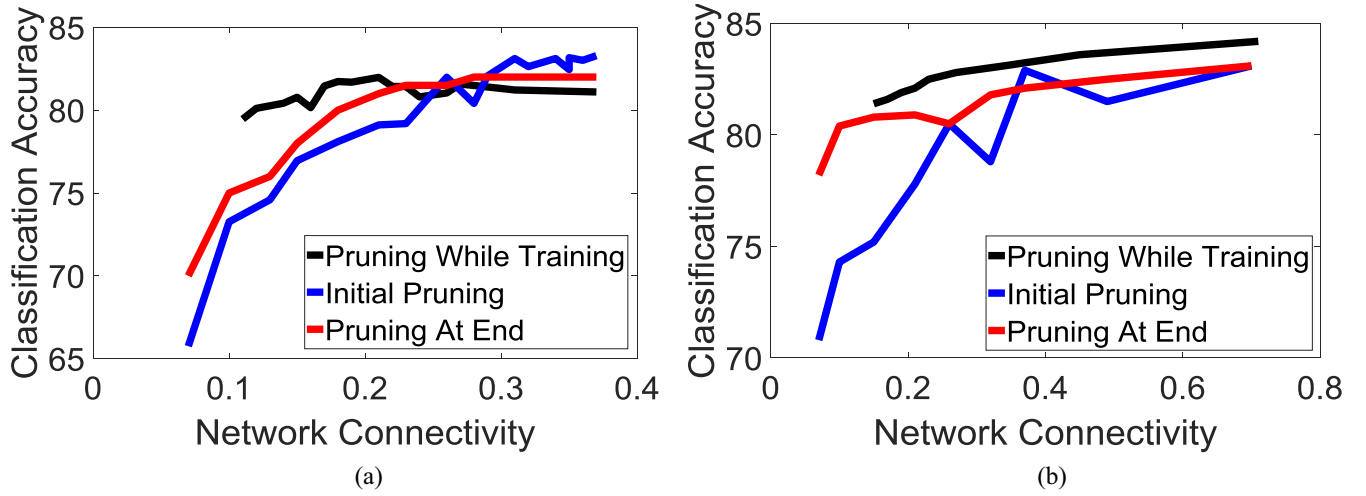 Classification Accuracy
85
80
75
70
65
0
0.1
0.2
0.3
0.4
Pruning While Training
Initial Pruning
Pruning At End
Network Connectivity
(a)
Classification Accuracy
85
80
75
70
0
0.2
0.4
0.6
0.8
Pruning While Training
Initial Pruning
Pruning At End
Network Connectivity
(b)